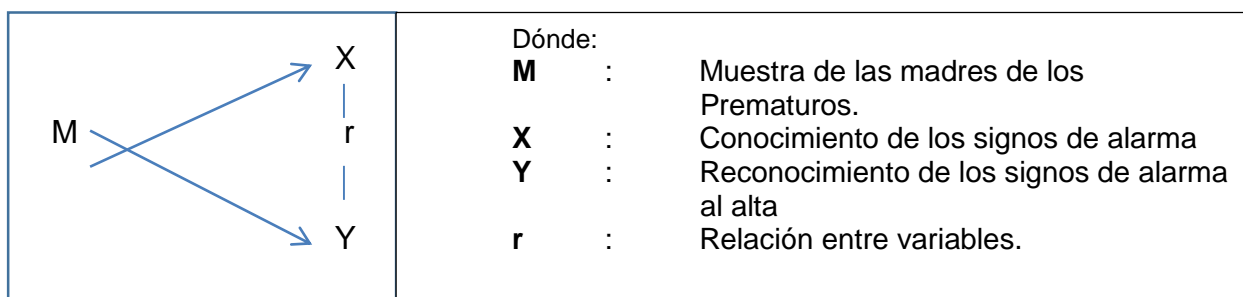 X
M
r
Y
Dónde:
M : Muestra de las madres de los
Prematuros.
X : Conocimiento de los signos de alarma
Y : Reconocimiento de los signos de alarma
al alta
r : Relación entre variables.